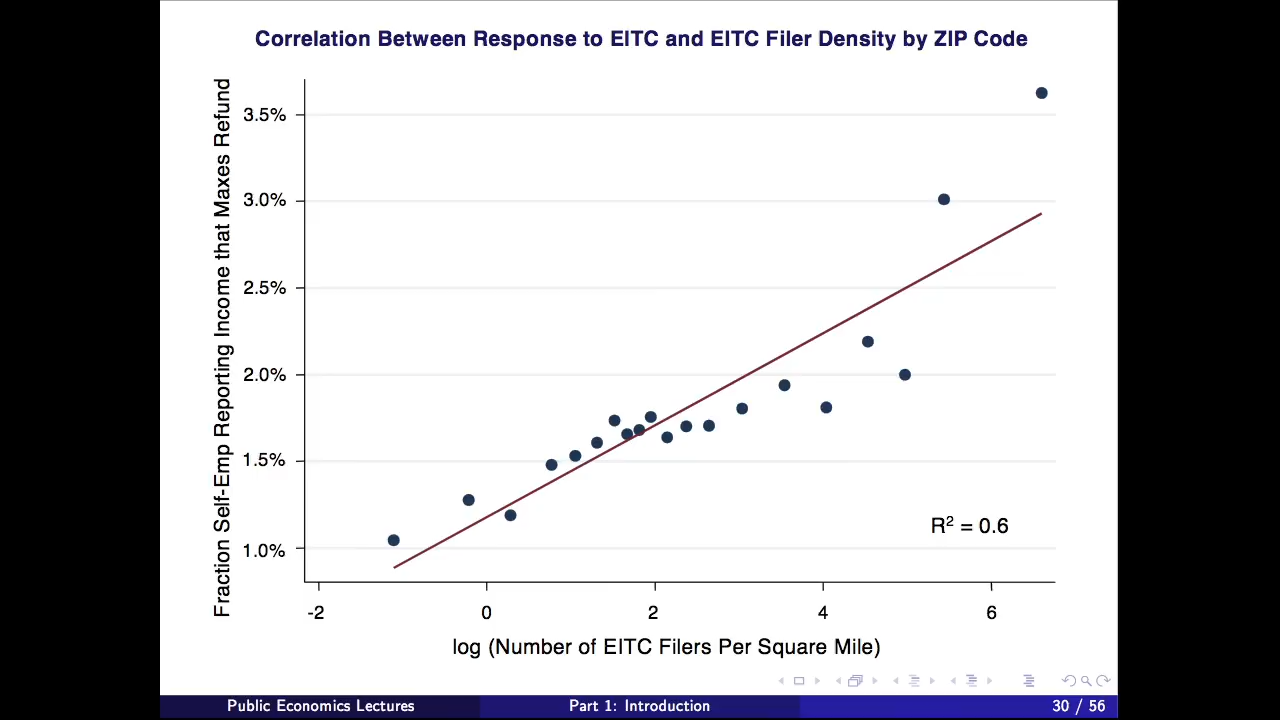 Correlation Between Response to EITC and EITC Filer Density by ZIP Code
Fraction Self-Emp Reporting Income that Maxes Refund
3.5%
3.0%
2.5%
2.0%
1.5%
1.0%
R² = 0.6
-2 0 2 4 6
log (Number of EITC Filers Per Square Mile)
Public Economics Lectures Part 1: Introduction 30 / 56